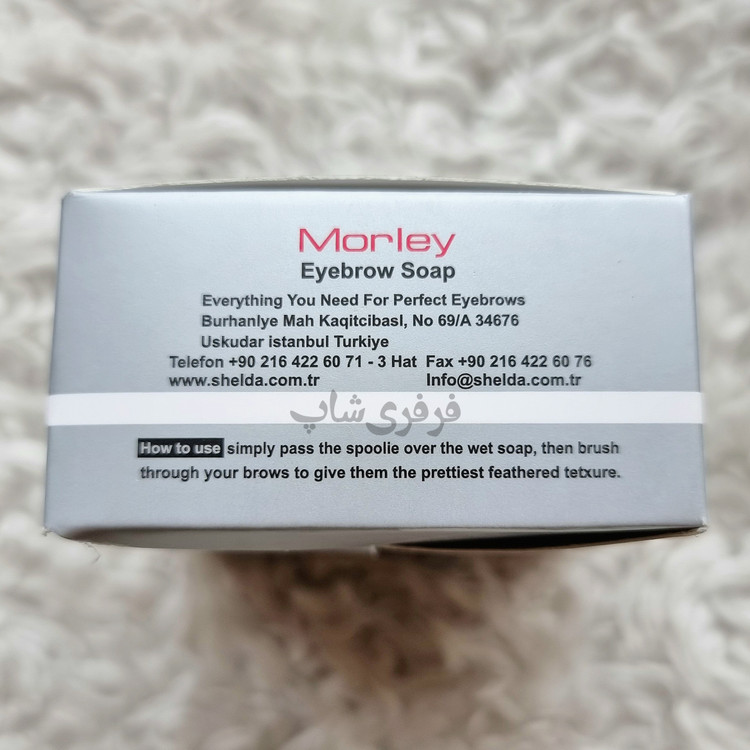 Morley
Eyebrow Soap
Everything You Need For Perfect Eyebrows
Burhanlye Mah Kaqitcibasl, No 69/A 34676
Uskudar istanbul Turkiye
Telefon +90 216 422 60 71 - 3 Hat Fax +90 216 422 60 76
www.shelda.com.tr Info@shelda.com.tr
فرفری شاپ
How to use simply pass the spoolie over the wet soap, then brush
through your brows to give them the prettiest feathered tetxure.